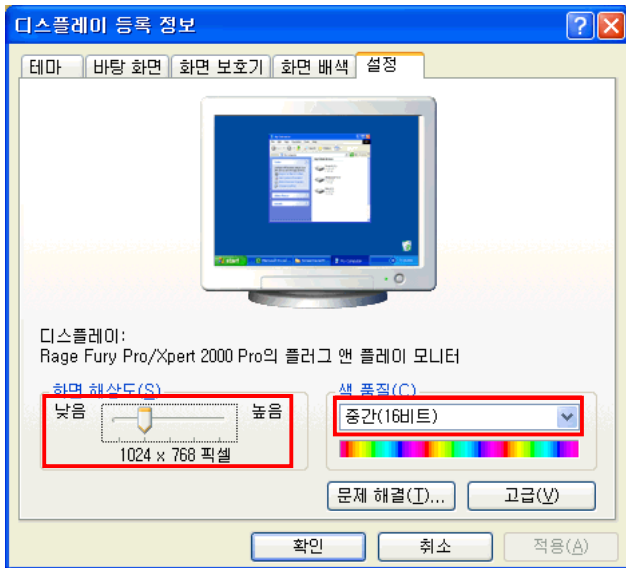 디스플레이 등록 정보
테마 바탕 화면 화면 보호기 화면 배색 설정
start
디스플레이:
Rage Fury Pro/Xpert 2000 Pro의 플러그 앤 플레이 모니터
화면 해상도(S) 색 품질(C)
낮음 높음 중간(16비트)
1024 x 768 픽셀
문제 해결(T)... 고급(V)
확인 취소 적용(A)